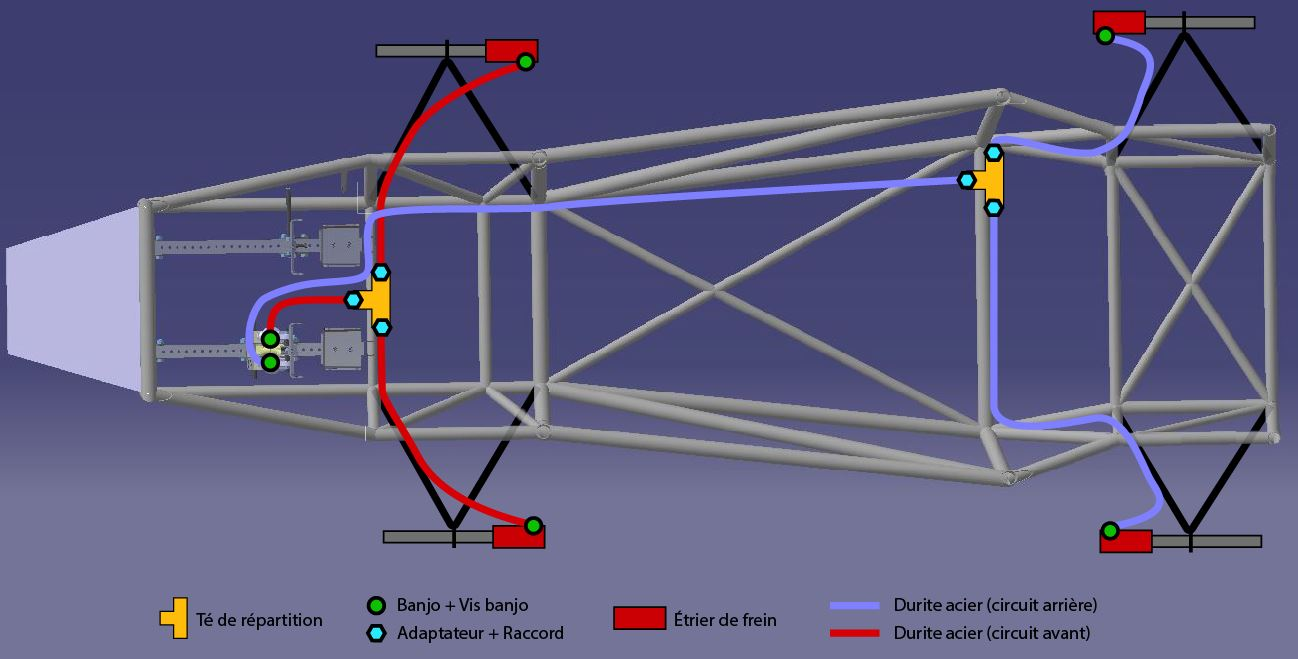 Té de répartition
Banjo + Vis banjo
Adaptateur + Raccord
Étrier de frein
Durite acier (circuit arrière)
Durite acier (circuit avant)